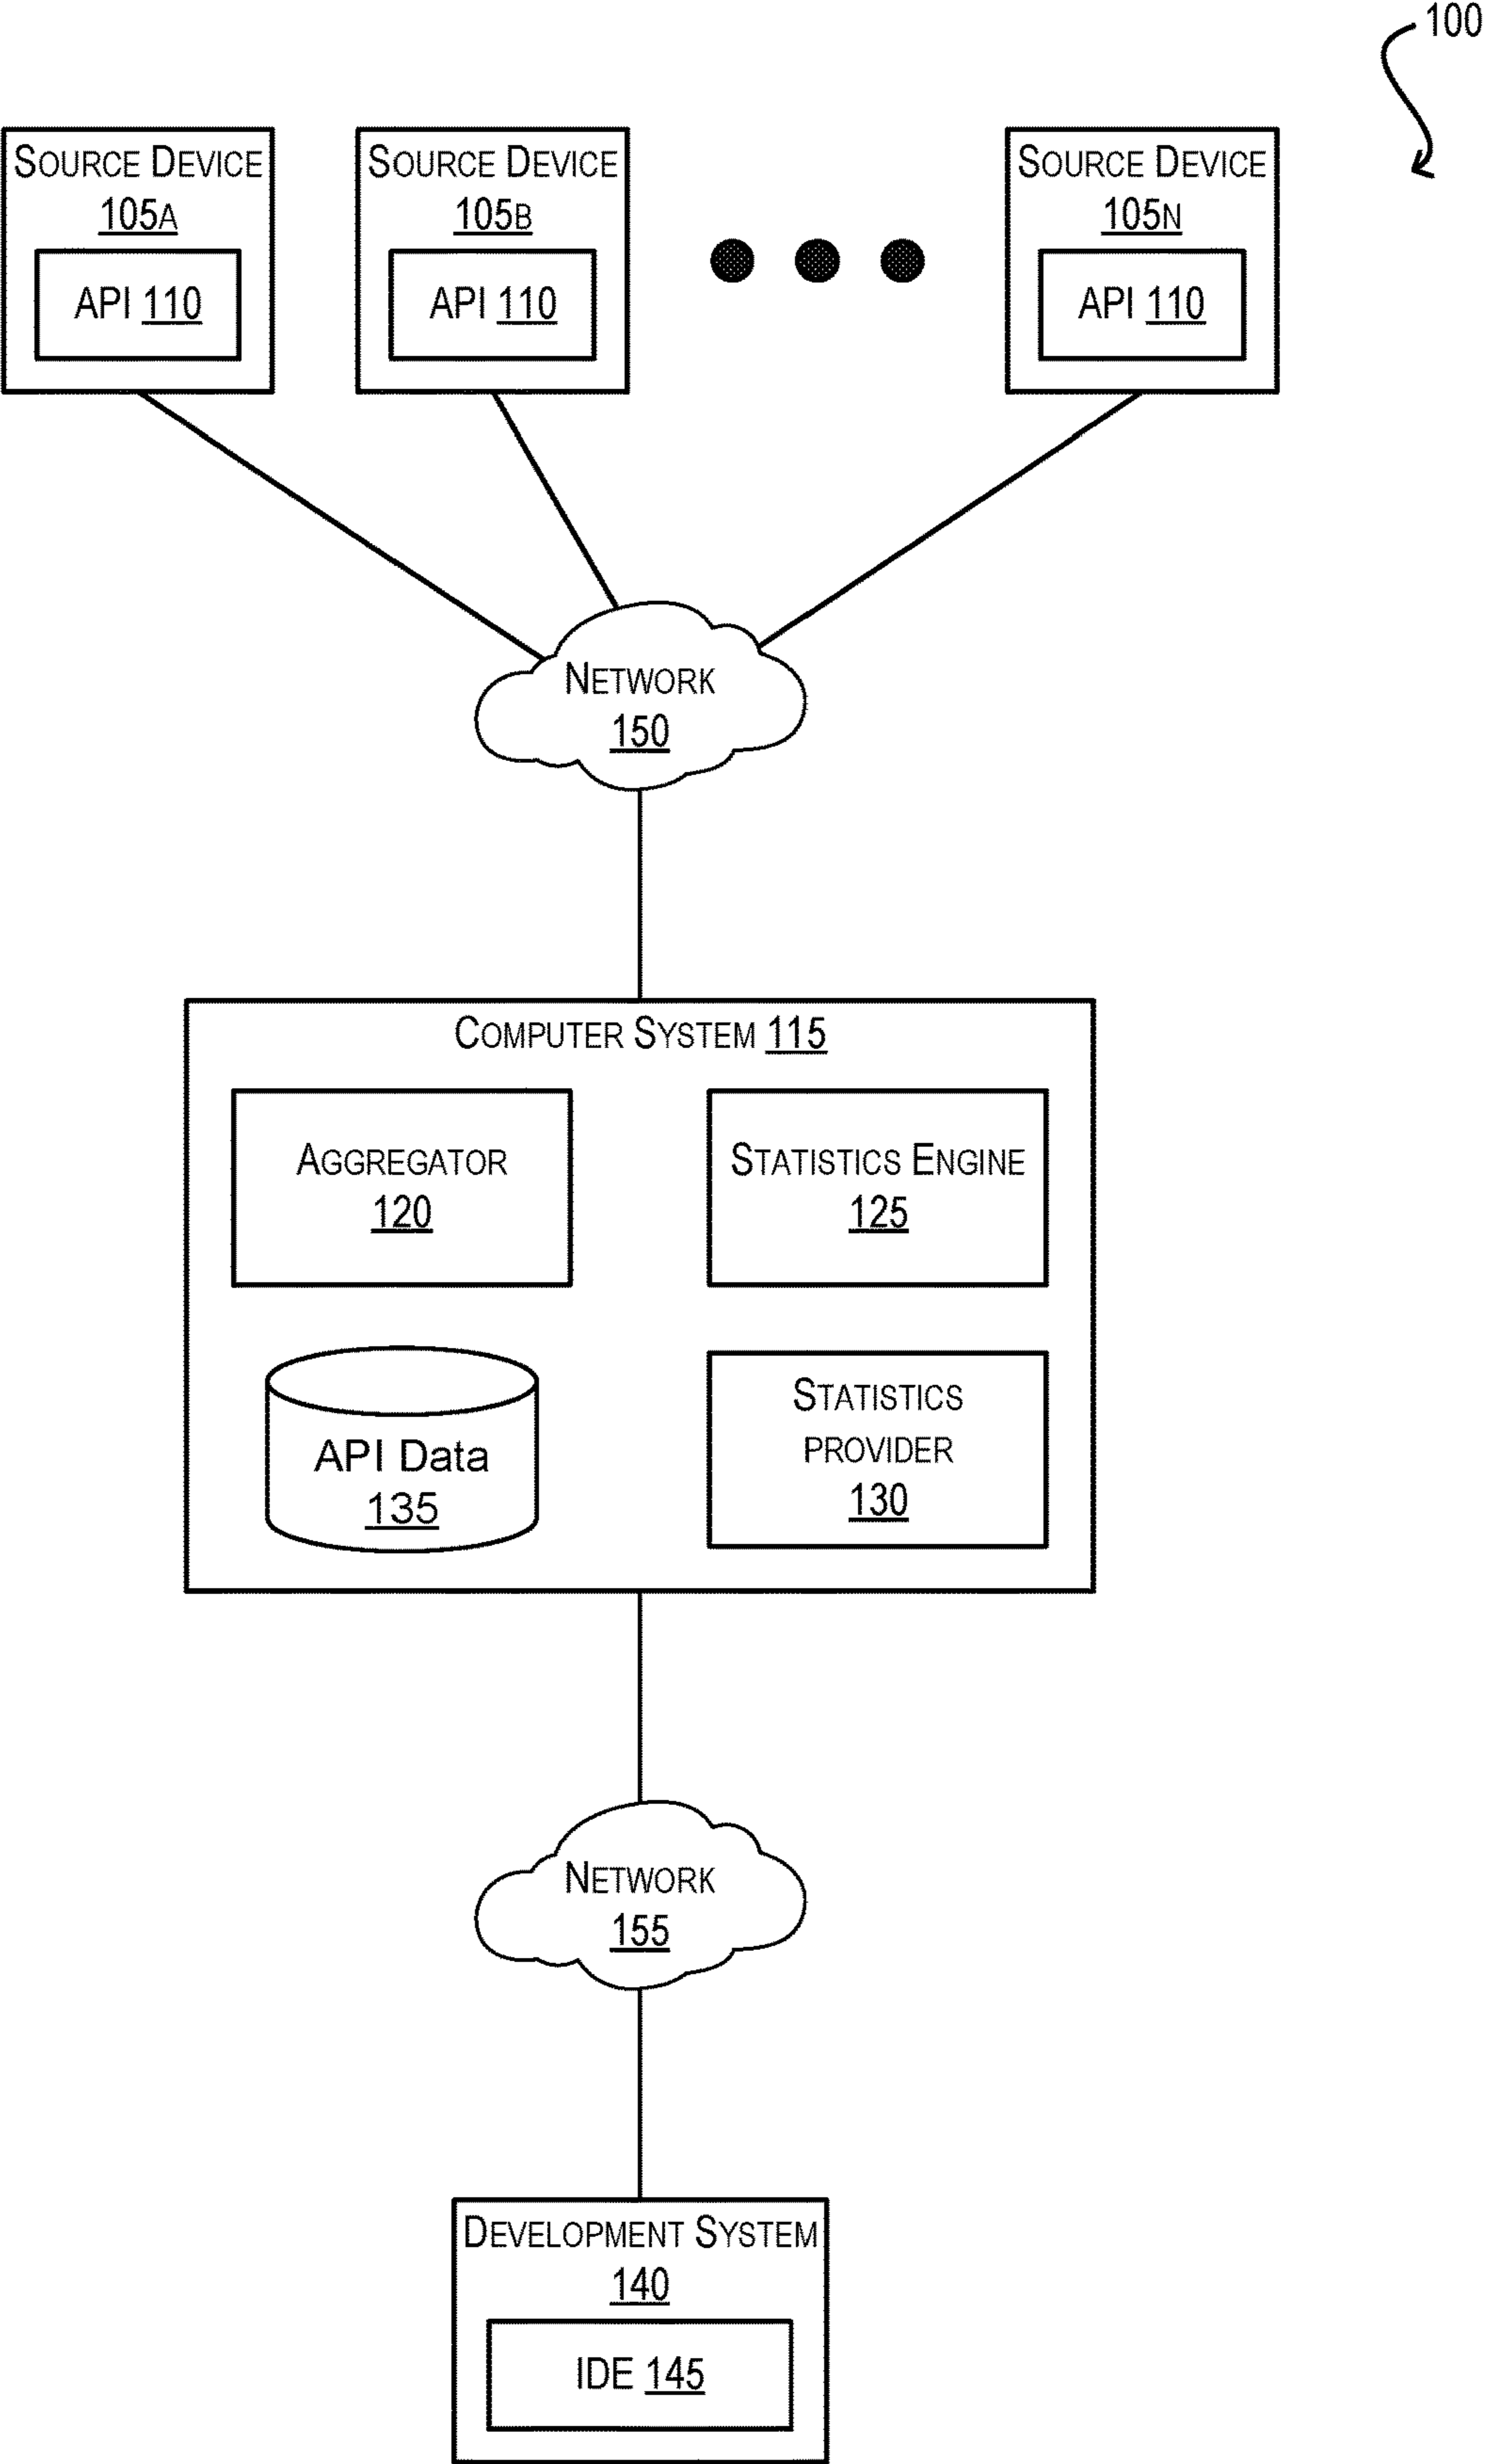 100
SOURCE DEVICE
105A
API 110
SOURCE DEVICE
105B
API 110
SOURCE DEVICE
105N
API 110
NETWORK
150
COMPUTER SYSTEM 115
AGGREGATOR
120
STATISTICS ENGINE
125
API Data
135
STATISTICS
PROVIDER
130
NETWORK
155
DEVELOPMENT SYSTEM
140
IDE 145